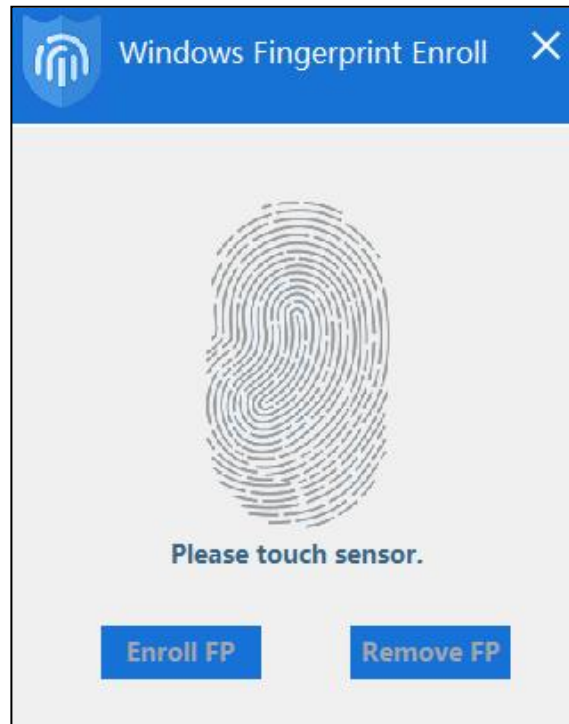 Windows Fingerprint Enroll
Please touch sensor.
Enroll FP Remove FP